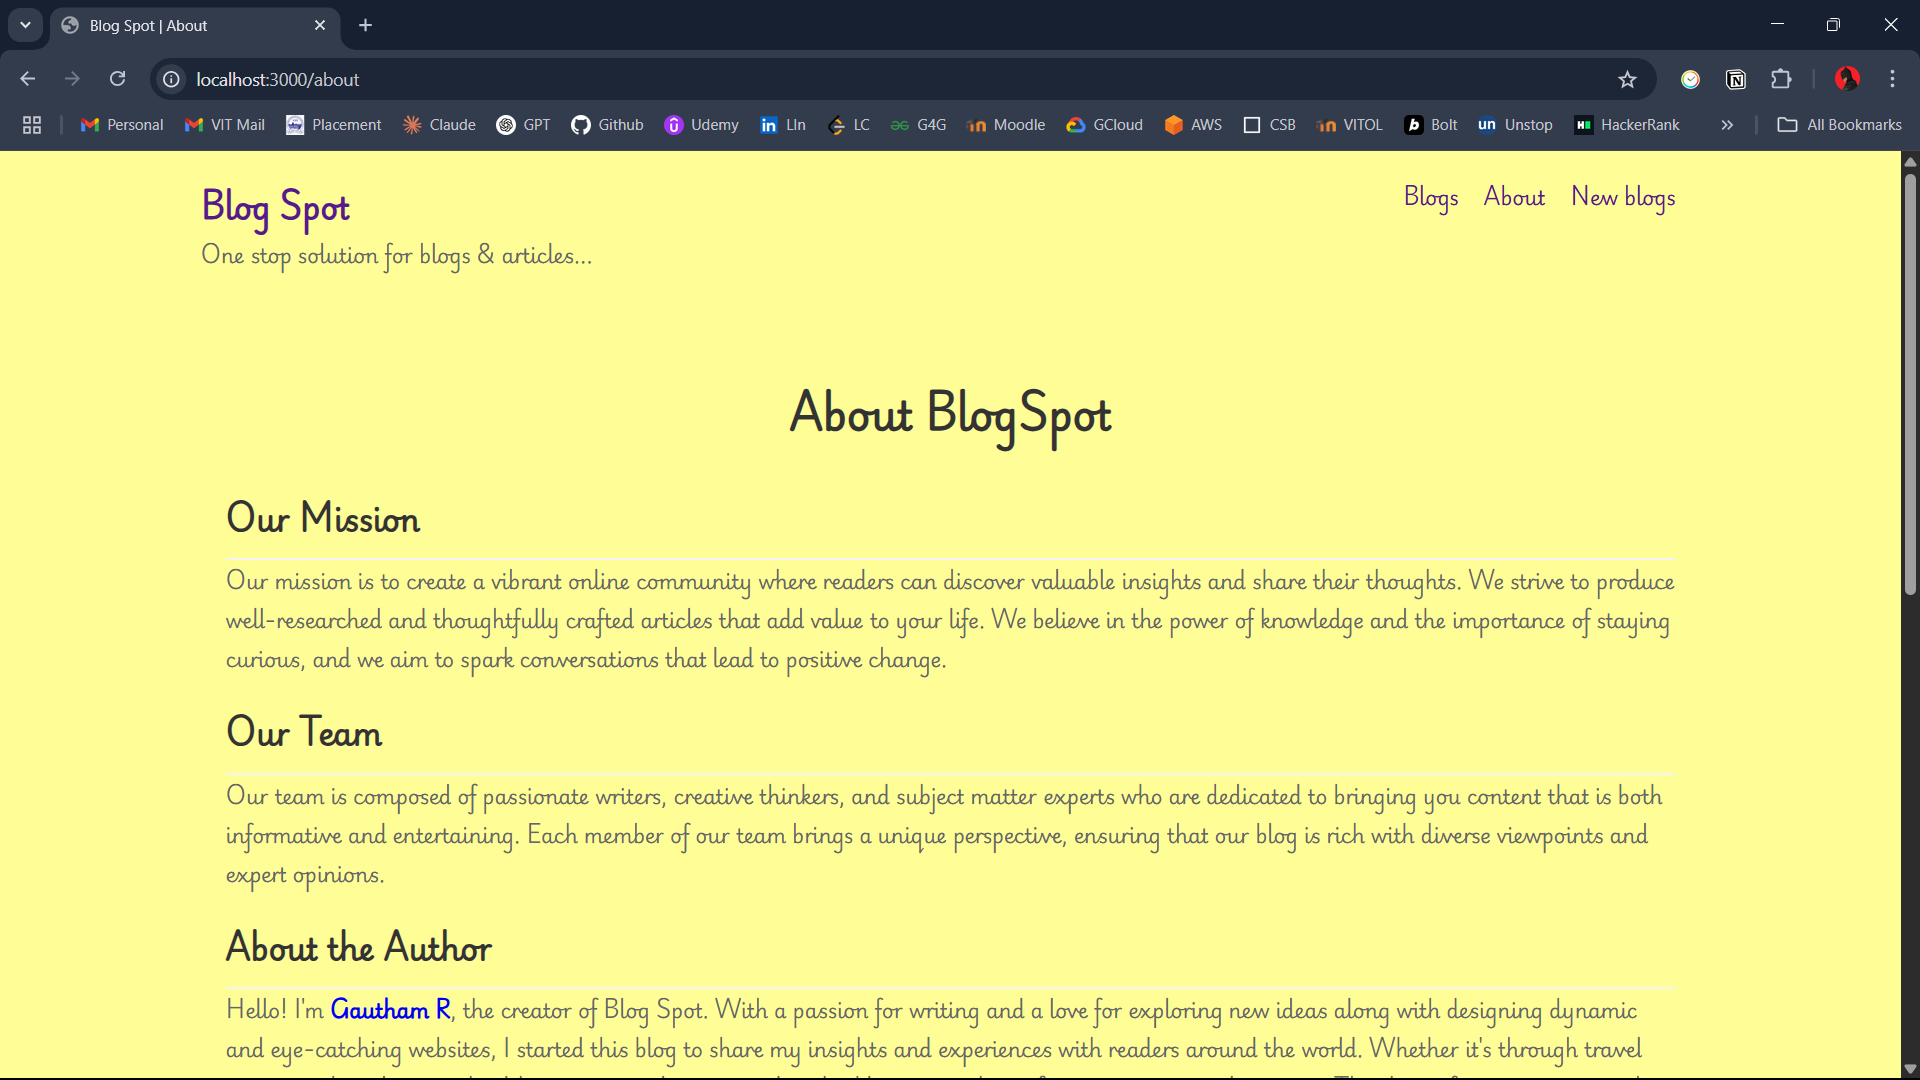 Blog Spot | About
localhost:3000/about
Personal VIT Mail Placement Claude GPT Github Udemy LIn LC G4G Moodle GCloud AWS CSB VITOL Bolt Unstop HackerRank All Bookmarks
Blog Spot
Blogs About New blogs
One stop solution for blogs & articles...
About BlogSpot
Our Mission
Our mission is to create a vibrant online community where readers can discover valuable insights and share their thoughts. We strive to produce
well-researched and thoughtfully crafted articles that add value to your life. We believe in the power of knowledge and the importance of staying
curious, and we aim to spark conversations that lead to positive change.
Our Team
Our team is composed of passionate writers, creative thinkers, and subject matter experts who are dedicated to bringing you content that is both
informative and entertaining. Each member of our team brings a unique perspective, ensuring that our blog is rich with diverse viewpoints and
expert opinions.
About the Author
Hello! I'm Gautham R, the creator of Blog Spot. With a passion for writing and a love for exploring new ideas along with designing dynamic
and eye-catching websites, I started this blog to share my insights and experiences with readers around the world. Whether it's through travel